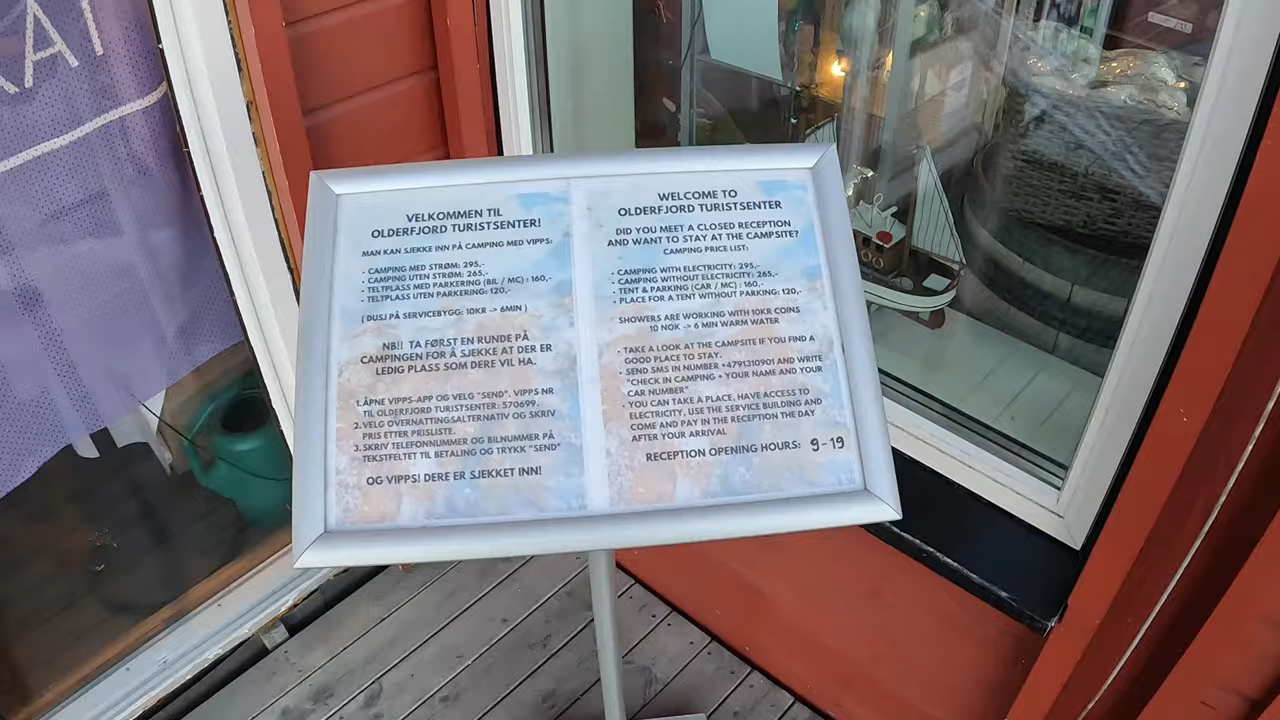 VELKOMMEN TIL
OLDERFJORD TURISTSENTER!
MAN KAN SJEKKE INN PÅ CAMPING MED VIPPS:
• CAMPING MED STRØM: 295,-
• CAMPING UTEN STRØM: 265,-
• TELTPLASS MED PARKERING (BIL / MC) : 160,-
• TELTPLASS UTEN PARKERING: 120,-
( DUSJ PÅ SERVICEBYGG: 10KR -> 6MIN )
NB!! TA FØRST EN RUNDE PÅ
CAMPINGEN FOR Å SJEKKE AT DER ER
LEDIG PLASS SOM DERE VIL HA.
1. ÅPNE VIPPS-APP OG VELG "SEND". VIPPS NR
TIL OLDERFJORD TURISTSENTER: 570699.
2. VELG OVERNATTINGSALTERNATIV OG SKRIV
PRIS ETTER PRISLISTE.
3. SKRIV TELEFONNUMMER OG BILNUMMER PÅ
TEKSTFELTET TIL BETALING OG TRYKK "SEND"
OG VIPPS! DERE ER SJEKKET INN!
WELCOME TO
OLDERFJORD TURISTSENTER
DID YOU MEET A CLOSED RECEPTION
AND WANT TO STAY AT THE CAMPSITE?
CAMPING PRICE LIST:
• CAMPING WITH ELECTRICITY: 295,-
• CAMPING WITHOUT ELECTRICITY: 265,-
• TENT & PARKING (CAR / MC) : 160,-
• PLACE FOR A TENT WITHOUT PARKING: 120,-
SHOWERS ARE WORKING WITH 10KR COINS
10 NOK -> 6 MIN WARM WATER
• TAKE A LOOK AT THE CAMPSITE IF YOU FIND A
GOOD PLACE TO STAY.
• SEND SMS IN NUMBER +4791310901 AND WRITE
"CHECK IN CAMPING + YOUR NAME AND YOUR
CAR NUMBER"
• YOU CAN TAKE A PLACE, HAVE ACCESS TO
ELECTRICITY, USE THE SERVICE BUILDING AND
COME AND PAY IN THE RECEPTION THE DAY
AFTER YOUR ARRIVAL
RECEPTION OPENING HOURS: 9-19